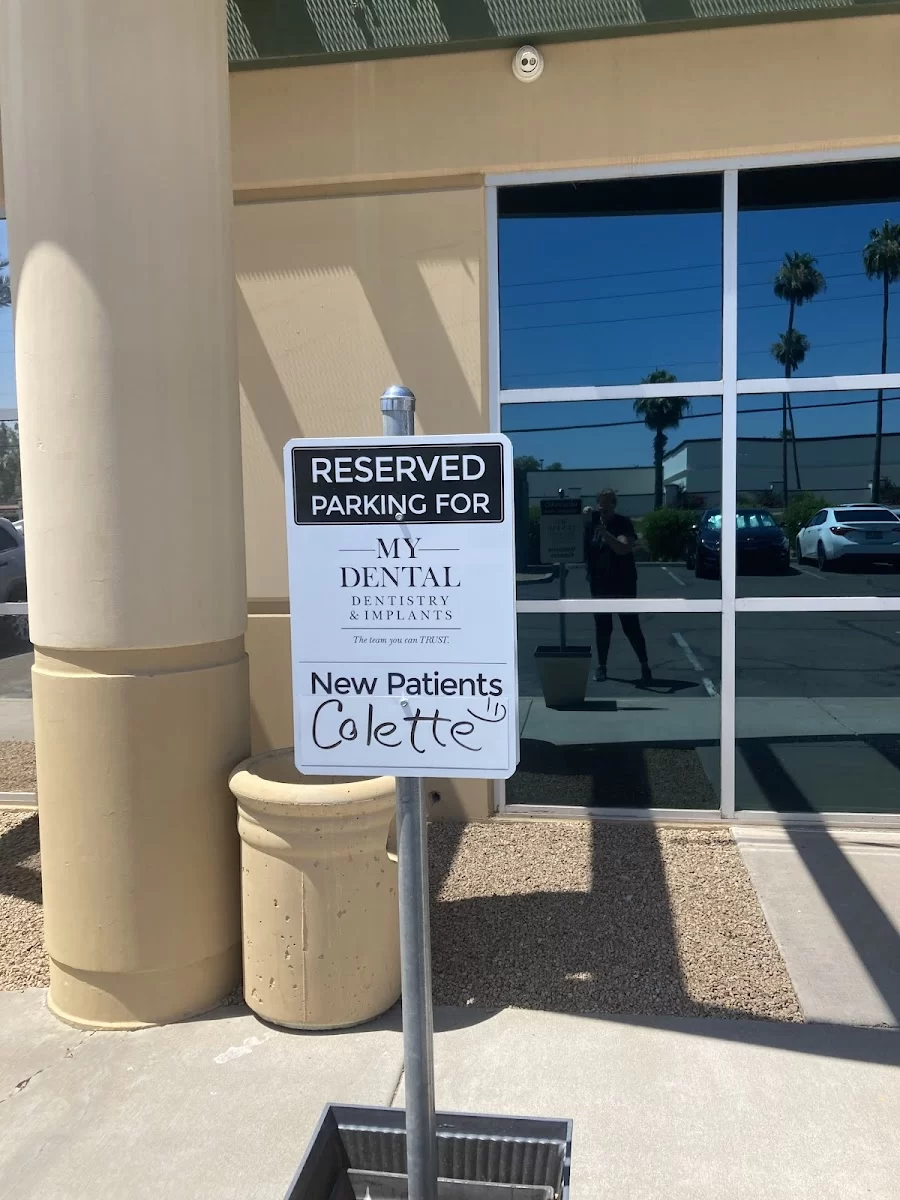 RESERVED
PARKING FOR
MY
DENTAL
DENTISTRY
& IMPLANTS
The team you can TRUST.
New Patients
Colette